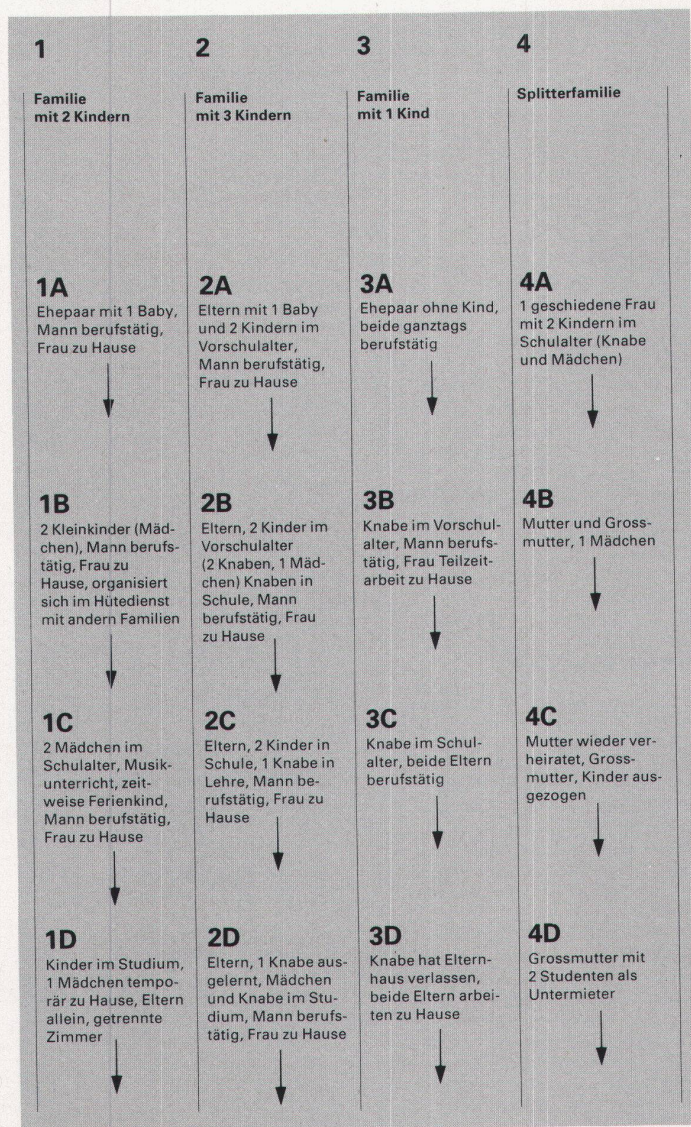 1
Familie
mit 2 Kindern
1A
Ehepaar mit 1 Baby,
Mann berufstätig,
Frau zu Hause
1B
2 Kleinkinder (Mäd-
chen), Mann berufs-
tätig, Frau zu
Hause, organisiert
sich im Hütedienst
mit andern Familien
1C
2 Mädchen im
Schulalter, Musik-
unterricht, zeit-
weise Ferienkind,
Mann berufstätig,
Frau zu Hause
1D
Kinder im Studium,
1 Mädchen tempo-
rär zu Hause, Eltern
allein, getrennte
Zimmer
2
Familie
mit 3 Kindern
2A
Eltern mit 1 Baby
und 2 Kindern im
Vorschulalter,
Mann berufstätig,
Frau zu Hause
2B
Eltern, 2 Kinder im
Vorschulalter
(2 Knaben, 1 Mäd-
chen) Knaben in
Schule, Mann
berufstätig, Frau
zu Hause
2C
Eltern, 2 Kinder in
Schule, 1 Knabe in
Lehre, Mann be-
rufstätig, Frau zu
Hause
2D
Eltern, 1 Knabe aus-
gelernt, Mädchen
und Knabe im Stu-
dium, Mann berufs-
tätig, Frau zu Hause
3
Familie
mit 1 Kind
3A
Ehepaar ohne Kind,
beide ganztags
berufstätig
3B
Knabe im Vorschul-
alter, Mann berufs-
tätig, Frau Teilzeit-
arbeit zu Hause
3C
Knabe im Schul-
alter, beide Eltern
berufstätig
3D
Knabe hat Eltern-
haus verlassen,
beide Eltern arbei-
ten zu Hause
4
Splitterfamilie
4A
1 geschiedene Frau
mit 2 Kindern im
Schulalter (Knabe
und Mädchen)
4B
Mutter und Gross-
mutter, 1 Mädchen
4C
Mutter wieder ver-
heiratet, Gross-
mutter, Kinder aus-
gezogen
4D
Grossmutter mit
2 Studenten als
Untermieter